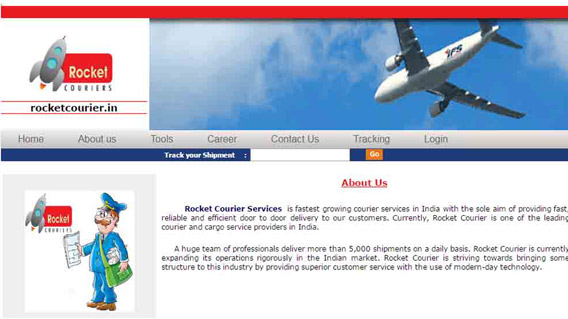 Rocket
COURIERS
rocketcourier.in
IFS
Home About us Tools Career Contact Us Tracking Login
Track your Shipment : Go
Rocket
COURIERS
About Us
Rocket Courier Services is fastest growing courier services in India with the sole aim of providing fast,
reliable and efficient door to door delivery to our customers. Currently, Rocket Courier is one of the leading
courier and cargo service providers in India.
A huge team of professionals deliver more than 5,000 shipments on a daily basis. Rocket Courier is currently
expanding its operations rigorously in the Indian market. Rocket Courier is striving towards bringing some
structure to this industry by providing superior customer service with the use of modern-day technology.